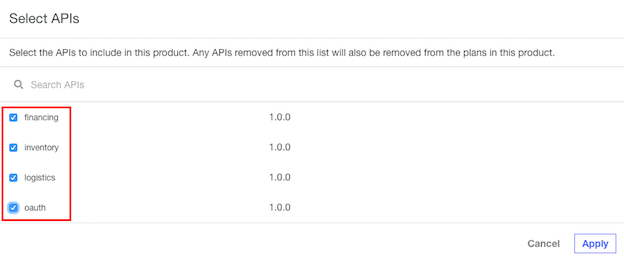 Select APIs
Select the APIs to include in this product. Any APIs removed from this list will also be removed from the plans in this product.
Search APIs
financing 1.0.0
inventory 1.0.0
logistics 1.0.0
oauth 1.0.0
Cancel Apply